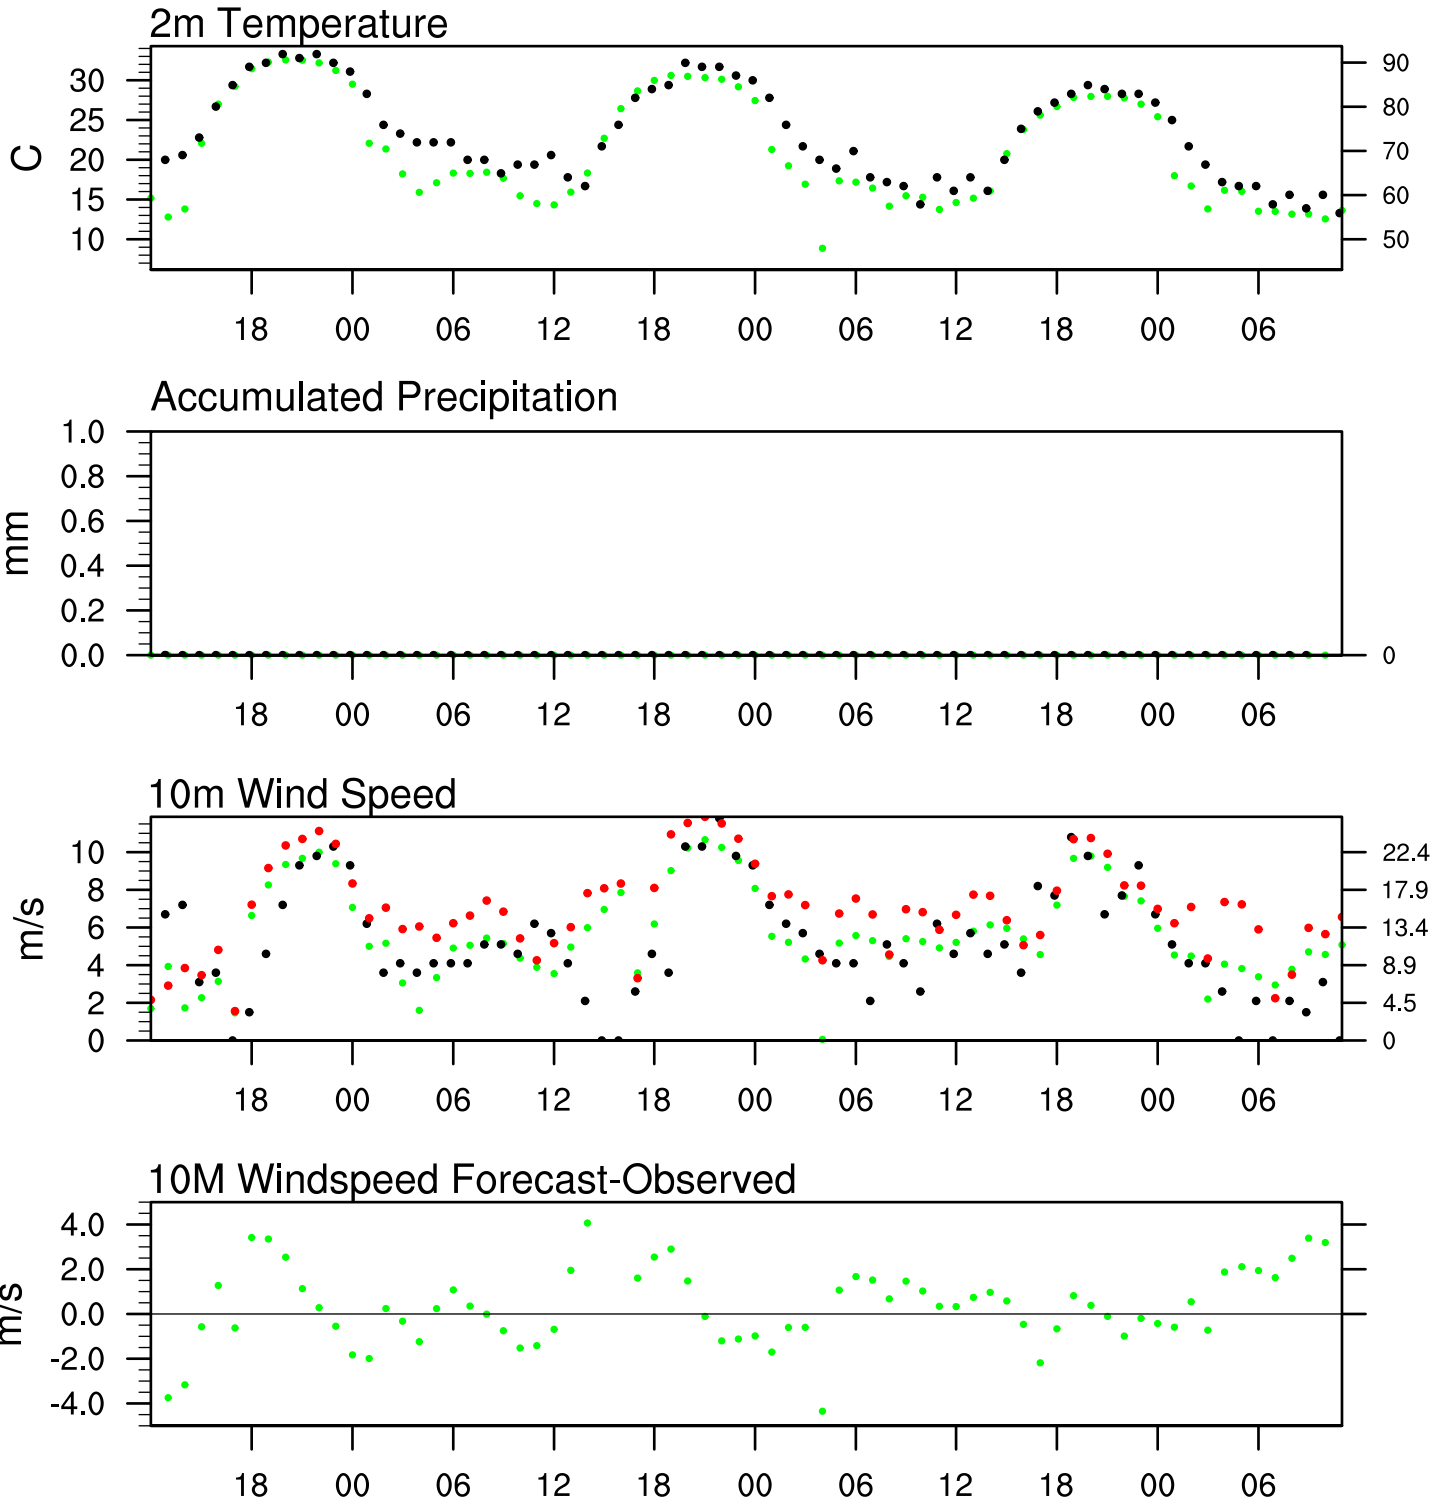 2m Temperature
30
25
20
15
10
C
90
80
70
60
50
18 00 06 12 18 00 06 12 18 00 06
Accumulated Precipitation
1.0
0.8
0.6
0.4
0.2
0.0
mm
0
18 00 06 12 18 00 06 12 18 00 06
10m Wind Speed
10
8
6
4
2
0
m/s
22.4
17.9
13.4
8.9
4.5
0
18 00 06 12 18 00 06 12 18 00 06
10M Windspeed Forecast-Observed
4.0
2.0
0.0
-2.0
-4.0
m/s
18 00 06 12 18 00 06 12 18 00 06